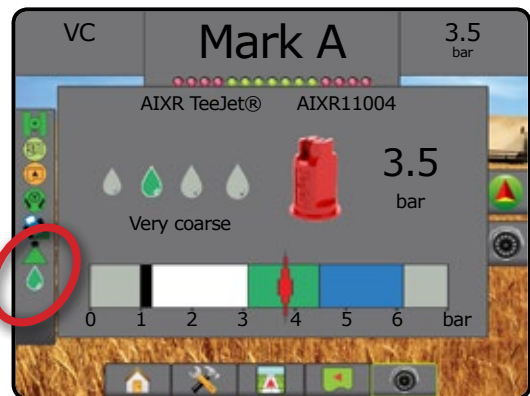 VC
Mark A
3.5
bar
AIXR TeeJet® AIXR11004
3.5
bar
Very coarse
0 1 2 3 4 5 6 bar